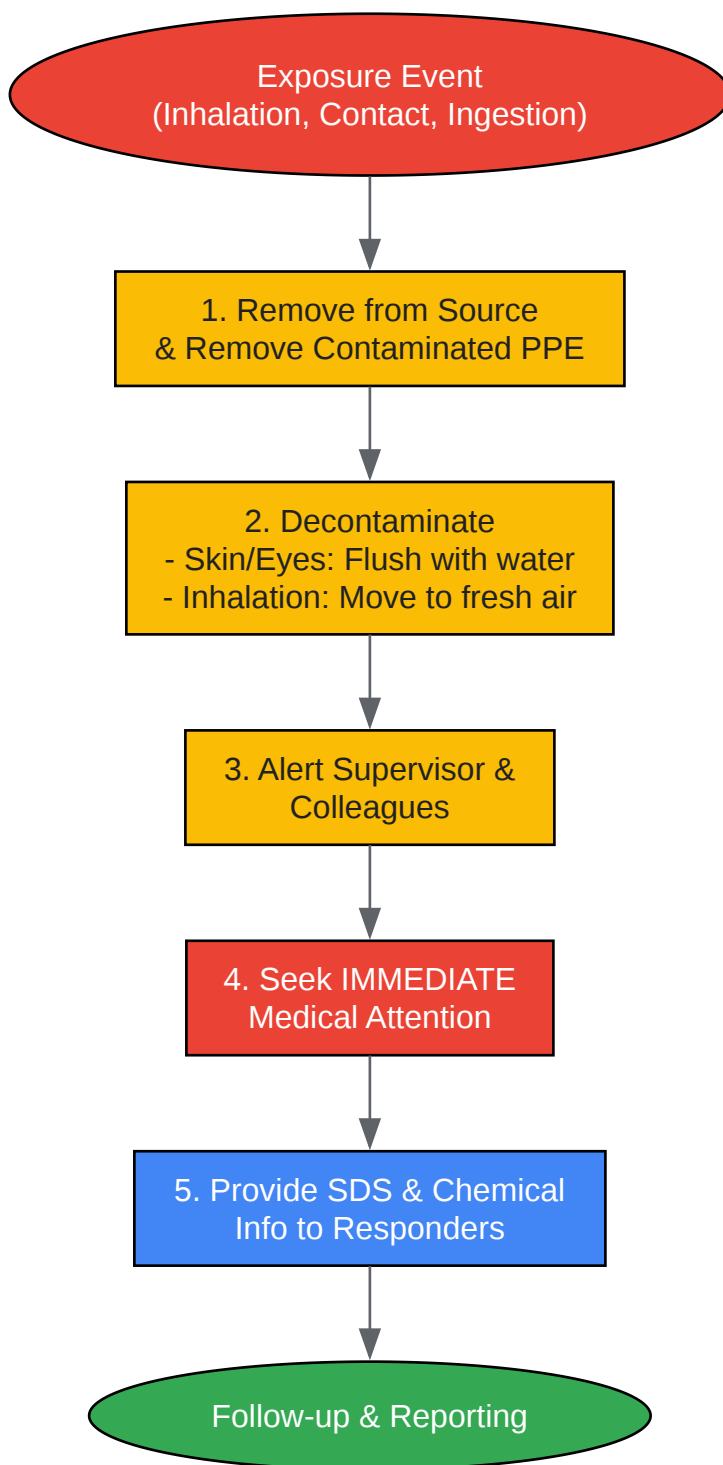 Exposure Event
(Inhalation, Contact, Ingestion)
1. Remove from Source
& Remove Contaminated PPE
2. Decontaminate
- Skin/Eyes: Flush with water
- Inhalation: Move to fresh air
3. Alert Supervisor &
Colleagues
4. Seek IMMEDIATE
Medical Attention
5. Provide SDS & Chemical
Info to Responders
Follow-up & Reporting